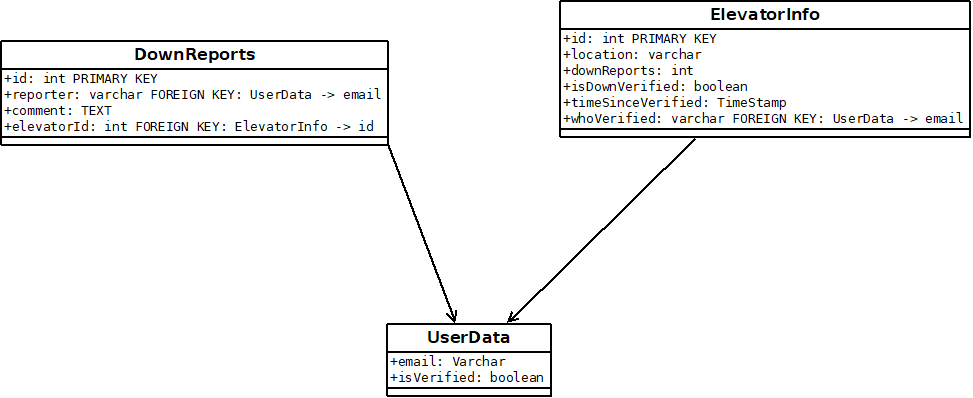 DownReports
+id: int PRIMARY KEY
+reporter: varchar FOREIGN KEY: UserData -> email
+comment: TEXT
+elevatorId: int FOREIGN KEY: ElevatorInfo -> id
ElevatorInfo
+id: int PRIMARY KEY
+location: varchar
+downReports: int
+isDownVerified: boolean
+timeSinceVerified: TimeStamp
+whoVerified: varchar FOREIGN KEY: UserData -> email
UserData
+email: Varchar
+isVerified: boolean